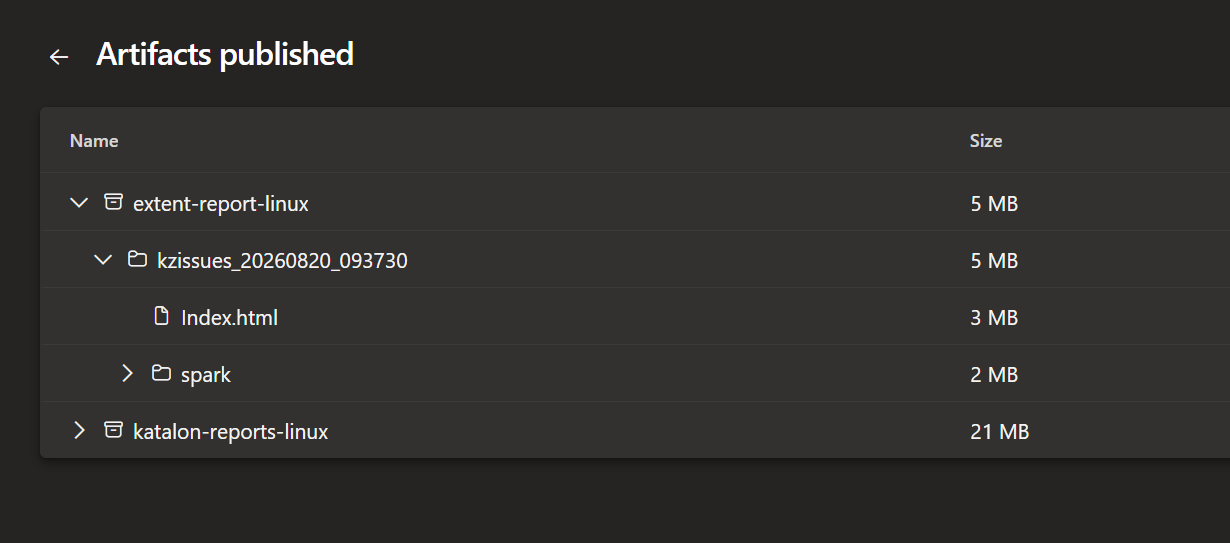 Artifacts published
Name Size
extent-report-linux 5 MB
kzissues_20260820_093730 5 MB
Index.html 3 MB
spark 2 MB
katalon-reports-linux 21 MB